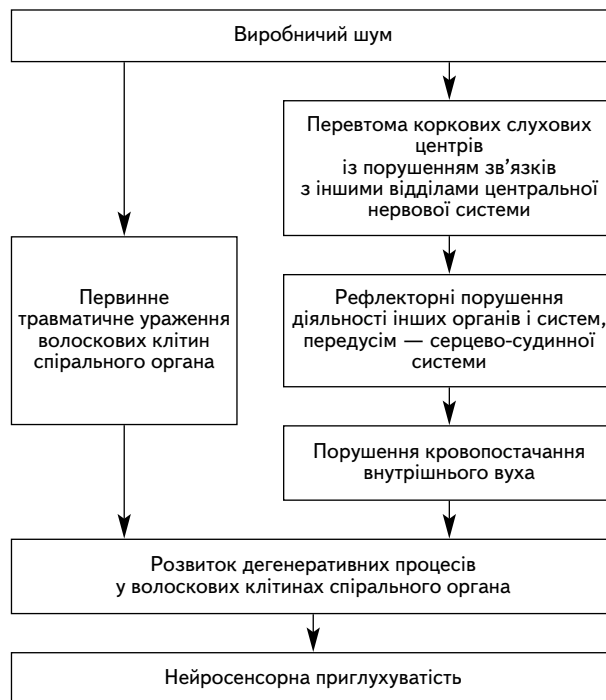 Виробничий шум
Перевтома коркових слухових
центрів
із порушенням зв’язків
з іншими відділами центральної
нервової системи
Первинне
травматичне ураження
волоскових клітин
спірального органа
Рефлекторні порушення
діяльності інших органів і систем,
передусім — серцево-судинної
системи
Порушення кровопостачання
внутрішнього вуха
Розвиток дегенеративних процесів
у волоскових клітинах спірального органа
Нейросенсорна приглухуватість